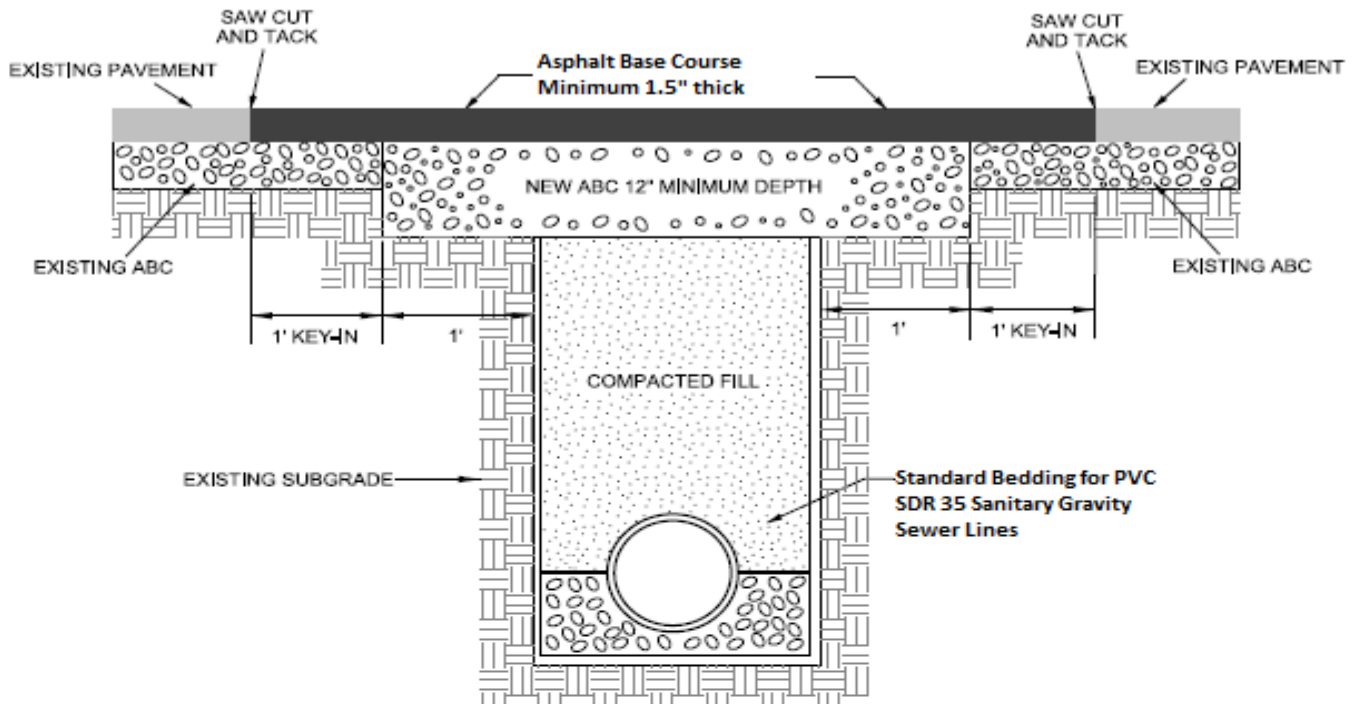 SAW CUT
AND TACK
SAW CUT
AND TACK
EXISTING PAVEMENT
Asphalt Base Course
Minimum 1.5" thick
EXISTING PAVEMENT
NEW ABC 12" MINIMUM DEPTH
EXISTING ABC
EXISTING ABC
1' KEY-IN
1'
1'
1' KEY-IN
COMPACTED FILL
EXISTING SUBGRADE
Standard Bedding for PVC
SDR 35 Sanitary Gravity
Sewer Lines